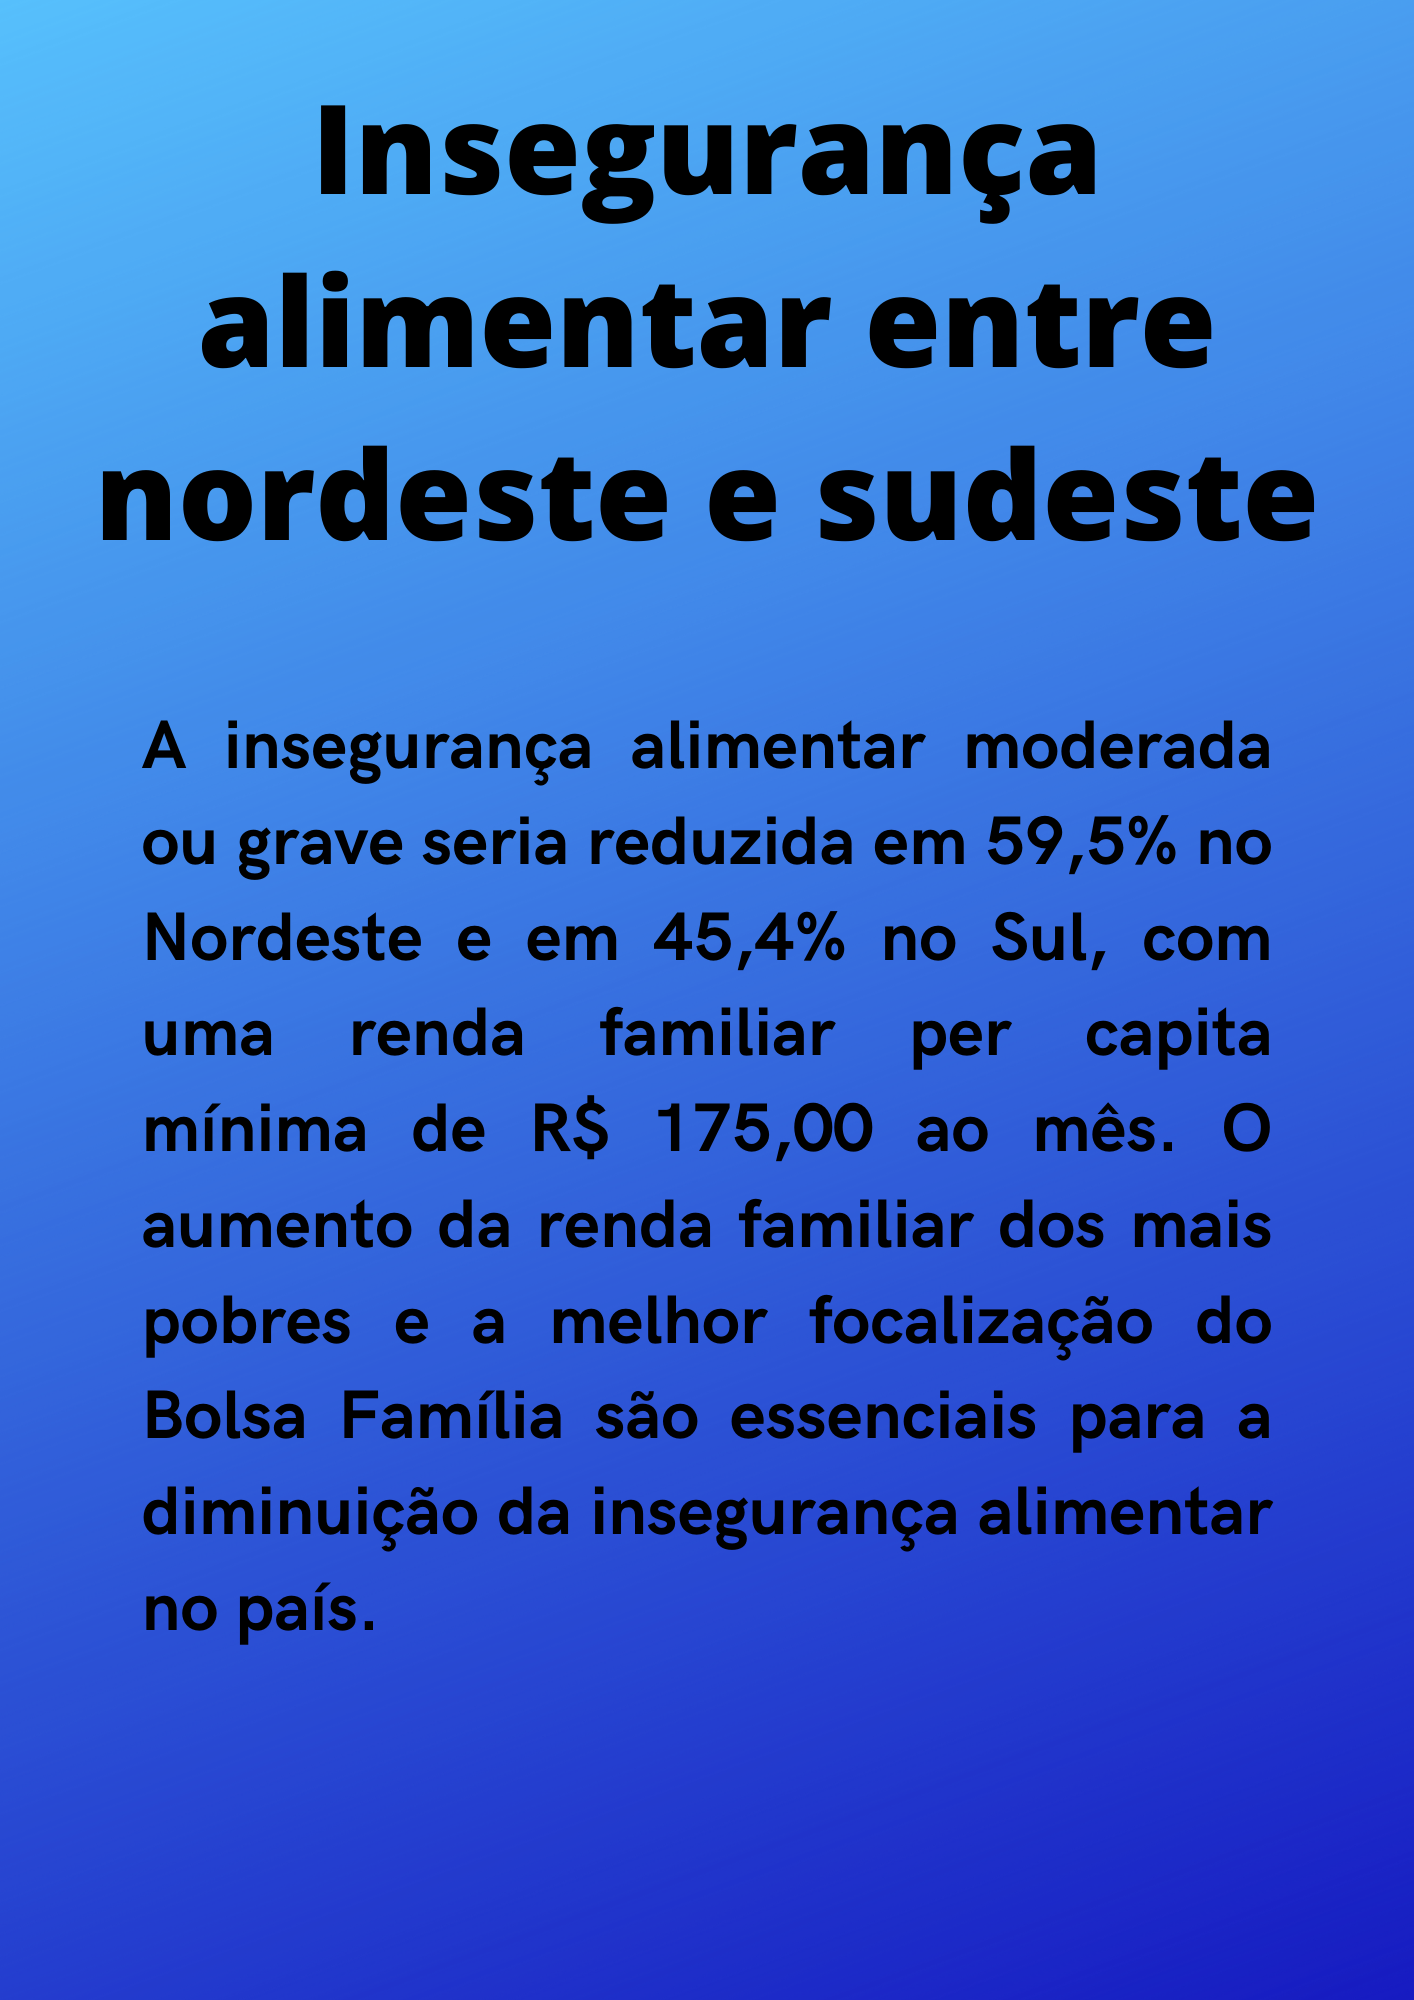 Insegurança
alimentar entre
nordeste e sudeste
A insegurança alimentar moderada
ou grave seria reduzida em 59,5% no
Nordeste e em 45,4% no Sul, com
uma renda familiar per capita
mínima de R$ 175,00 ao mês. O
aumento da renda familiar dos mais
pobres e a melhor focalização do
Bolsa Família são essenciais para a
diminuição da insegurança alimentar
no país.